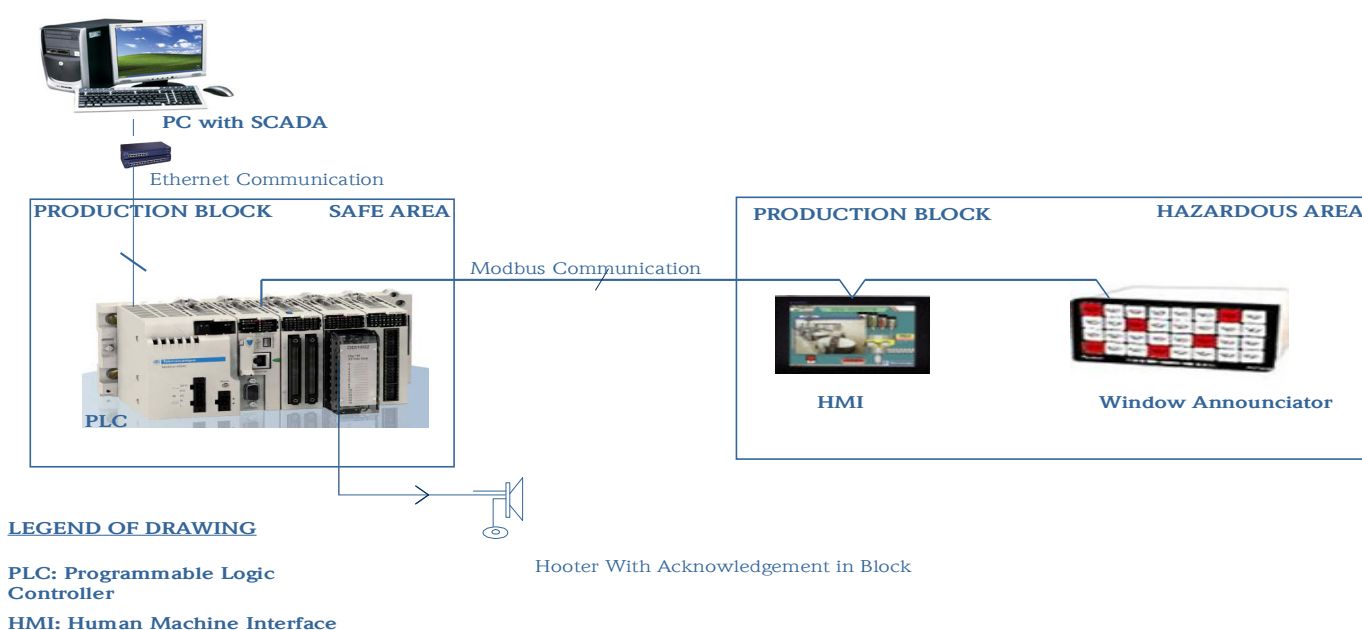 PC with SCADA
Ethernet Communication
PRODUCTION BLOCK SAFE AREA
PRODUCTION BLOCK HAZARDOUS AREA
Modbus Communication
PLC
HMI
Window Announciator
LEGEND OF DRAWING
Hooter With Acknowledgement in Block
PLC: Programmable Logic
Controller
HMI: Human Machine Interface